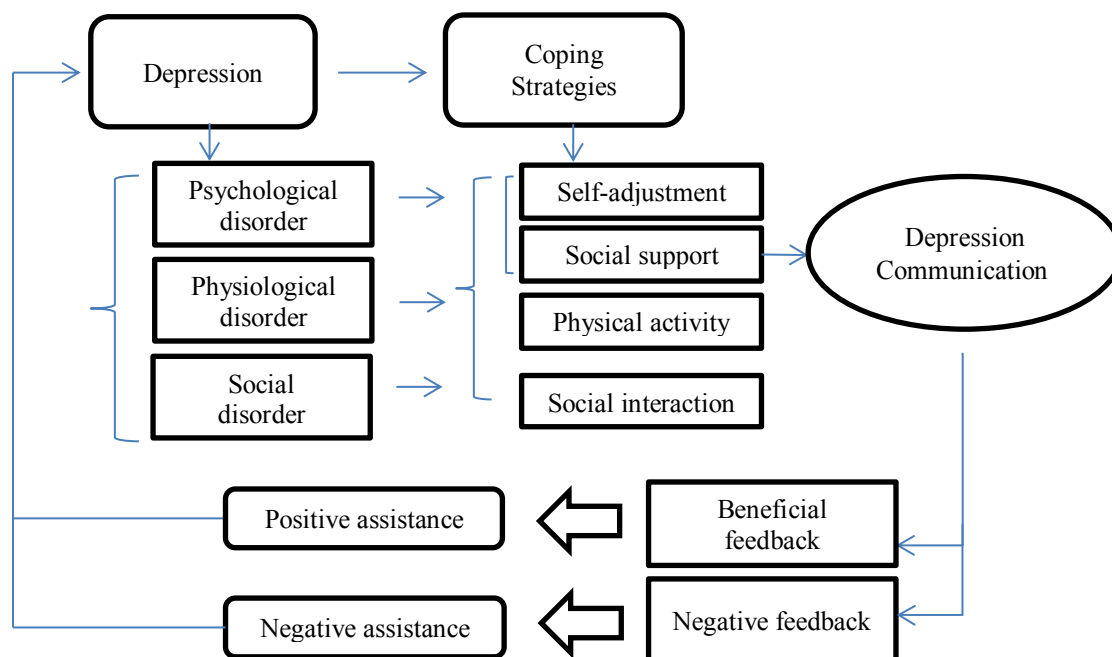 Depression
Coping
Strategies
Psychological
disorder
Self-adjustment
Social support
Depression
Communication
Physiological
disorder
Physical activity
Social
disorder
Social interaction
Positive assistance
Beneficial
feedback
Negative assistance
Negative feedback